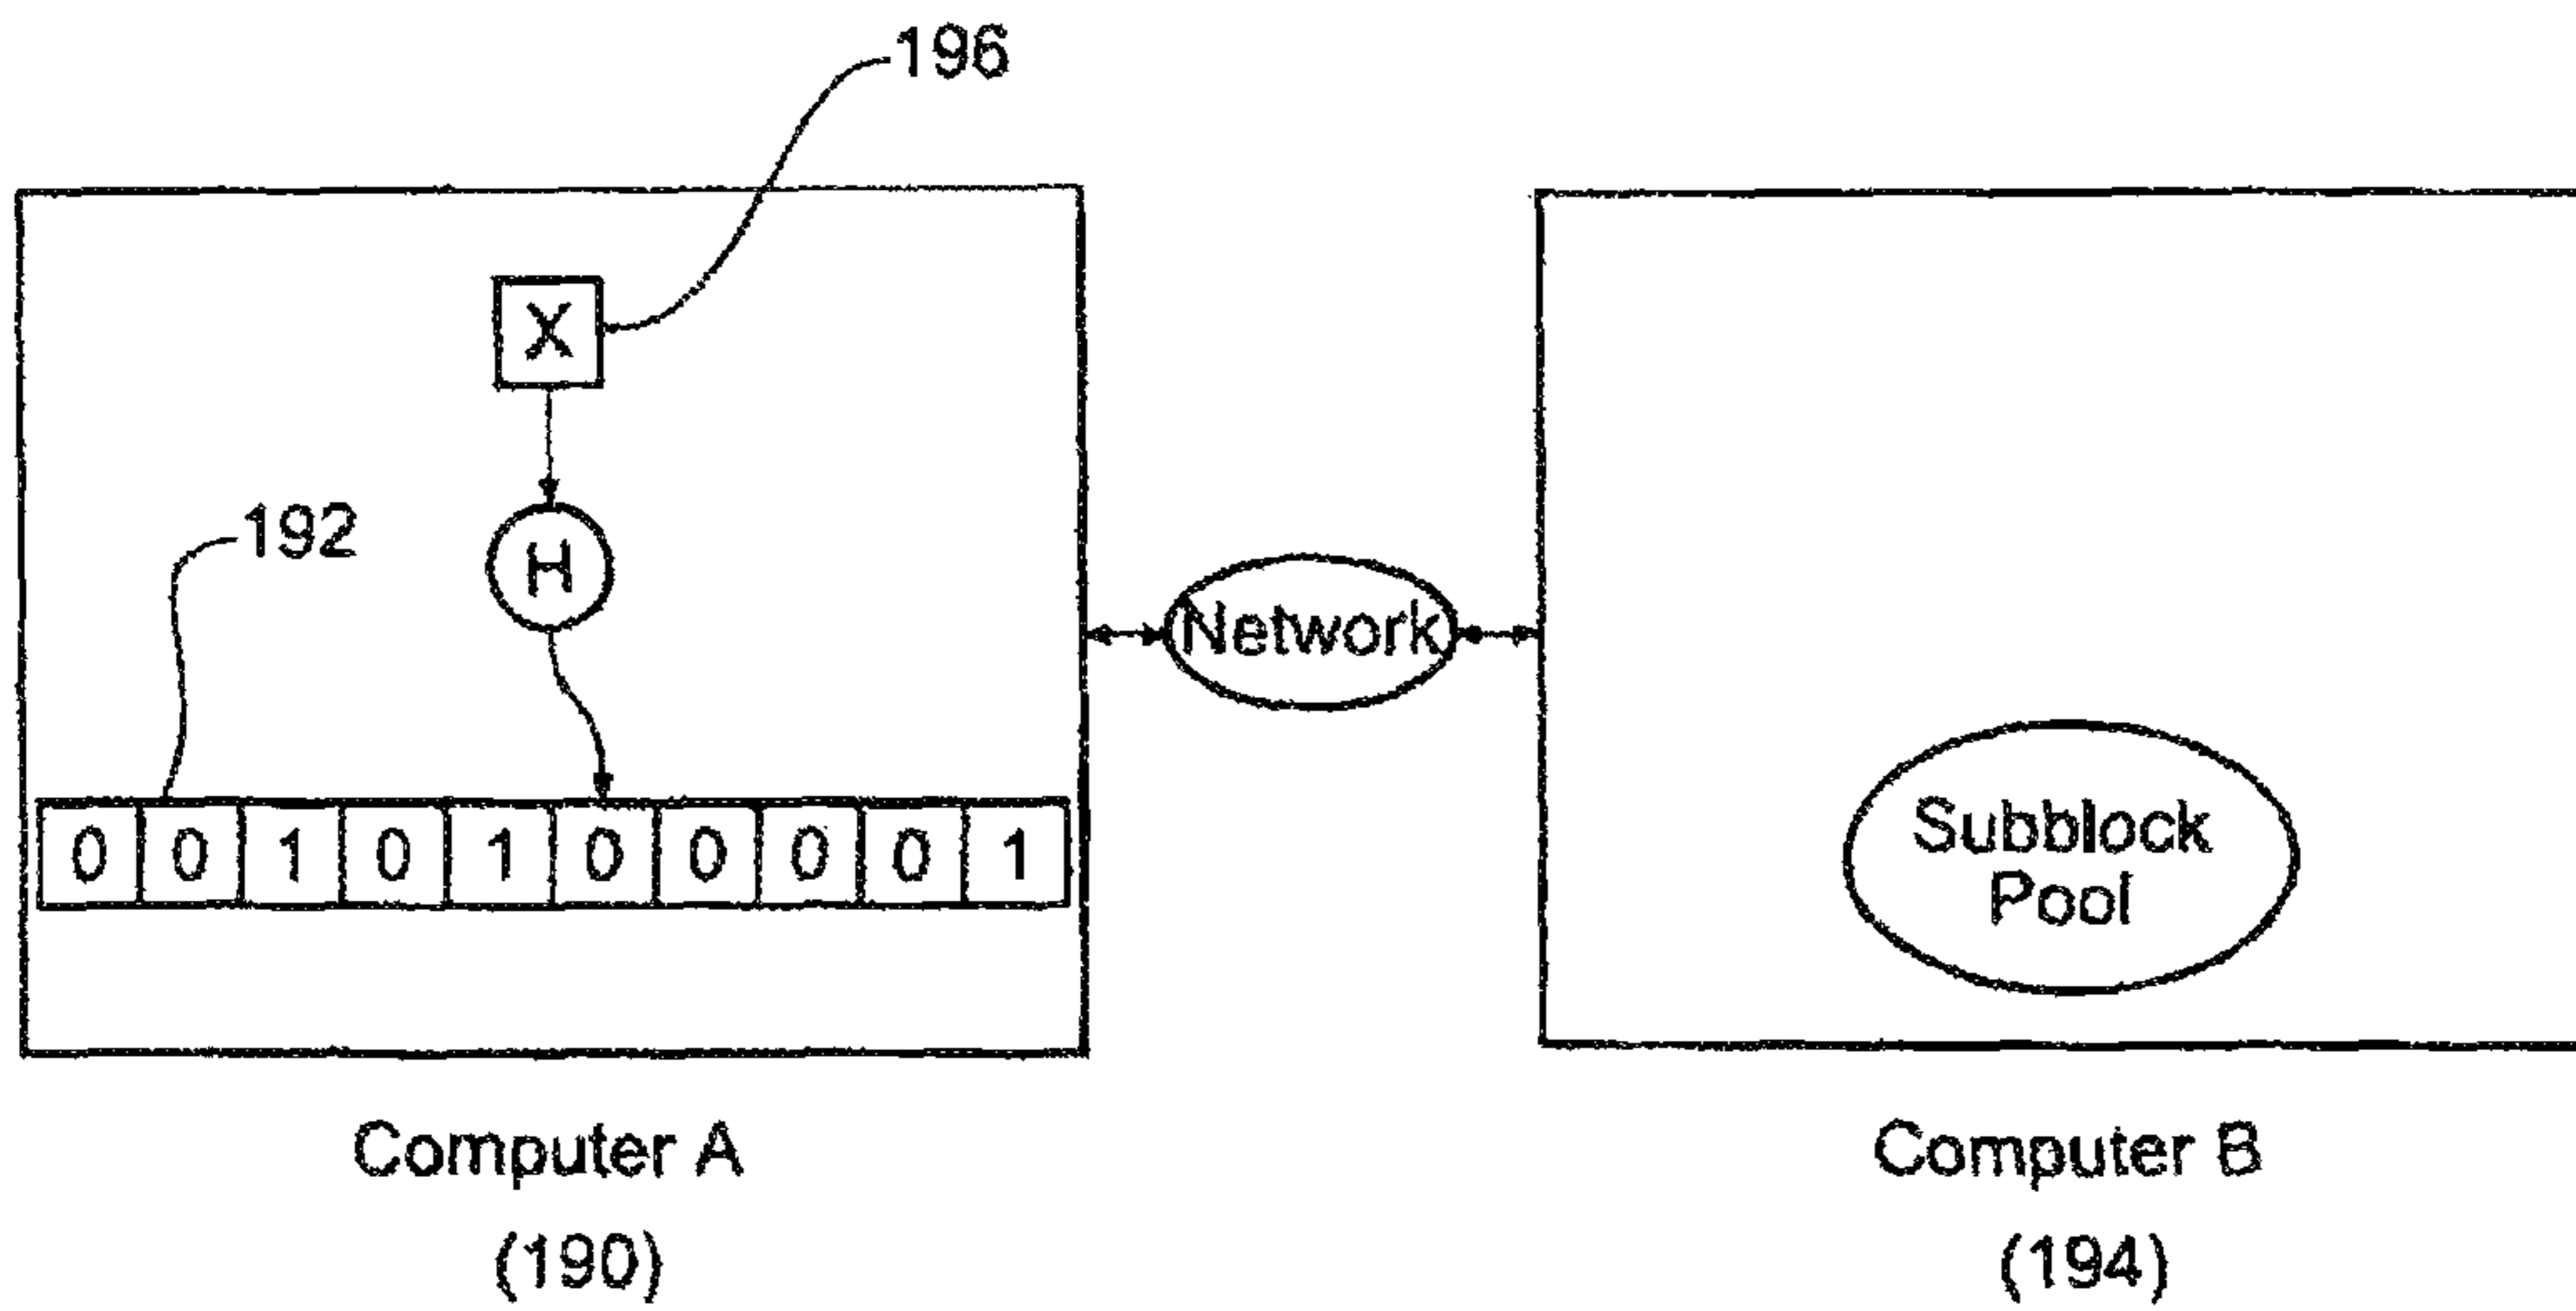 196
X
192
H
Network
0 0 1 0 1 0 0 0 0 1
Subblock
Pool
Computer A
(190)
Computer B
(194)